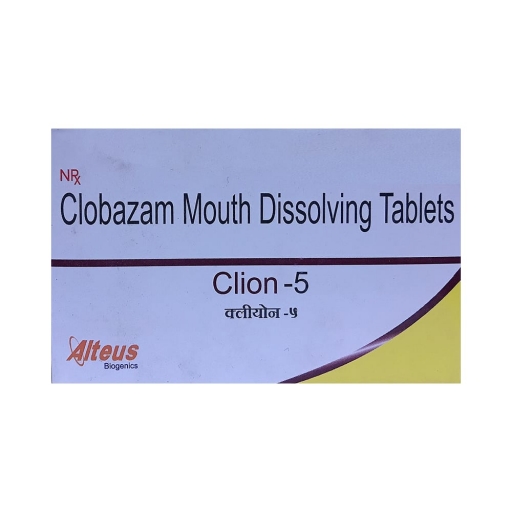 NRx
Clobazam Mouth Dissolving Tablets
Clion -5
क्लीयोन -५
Alteus
Biogenics